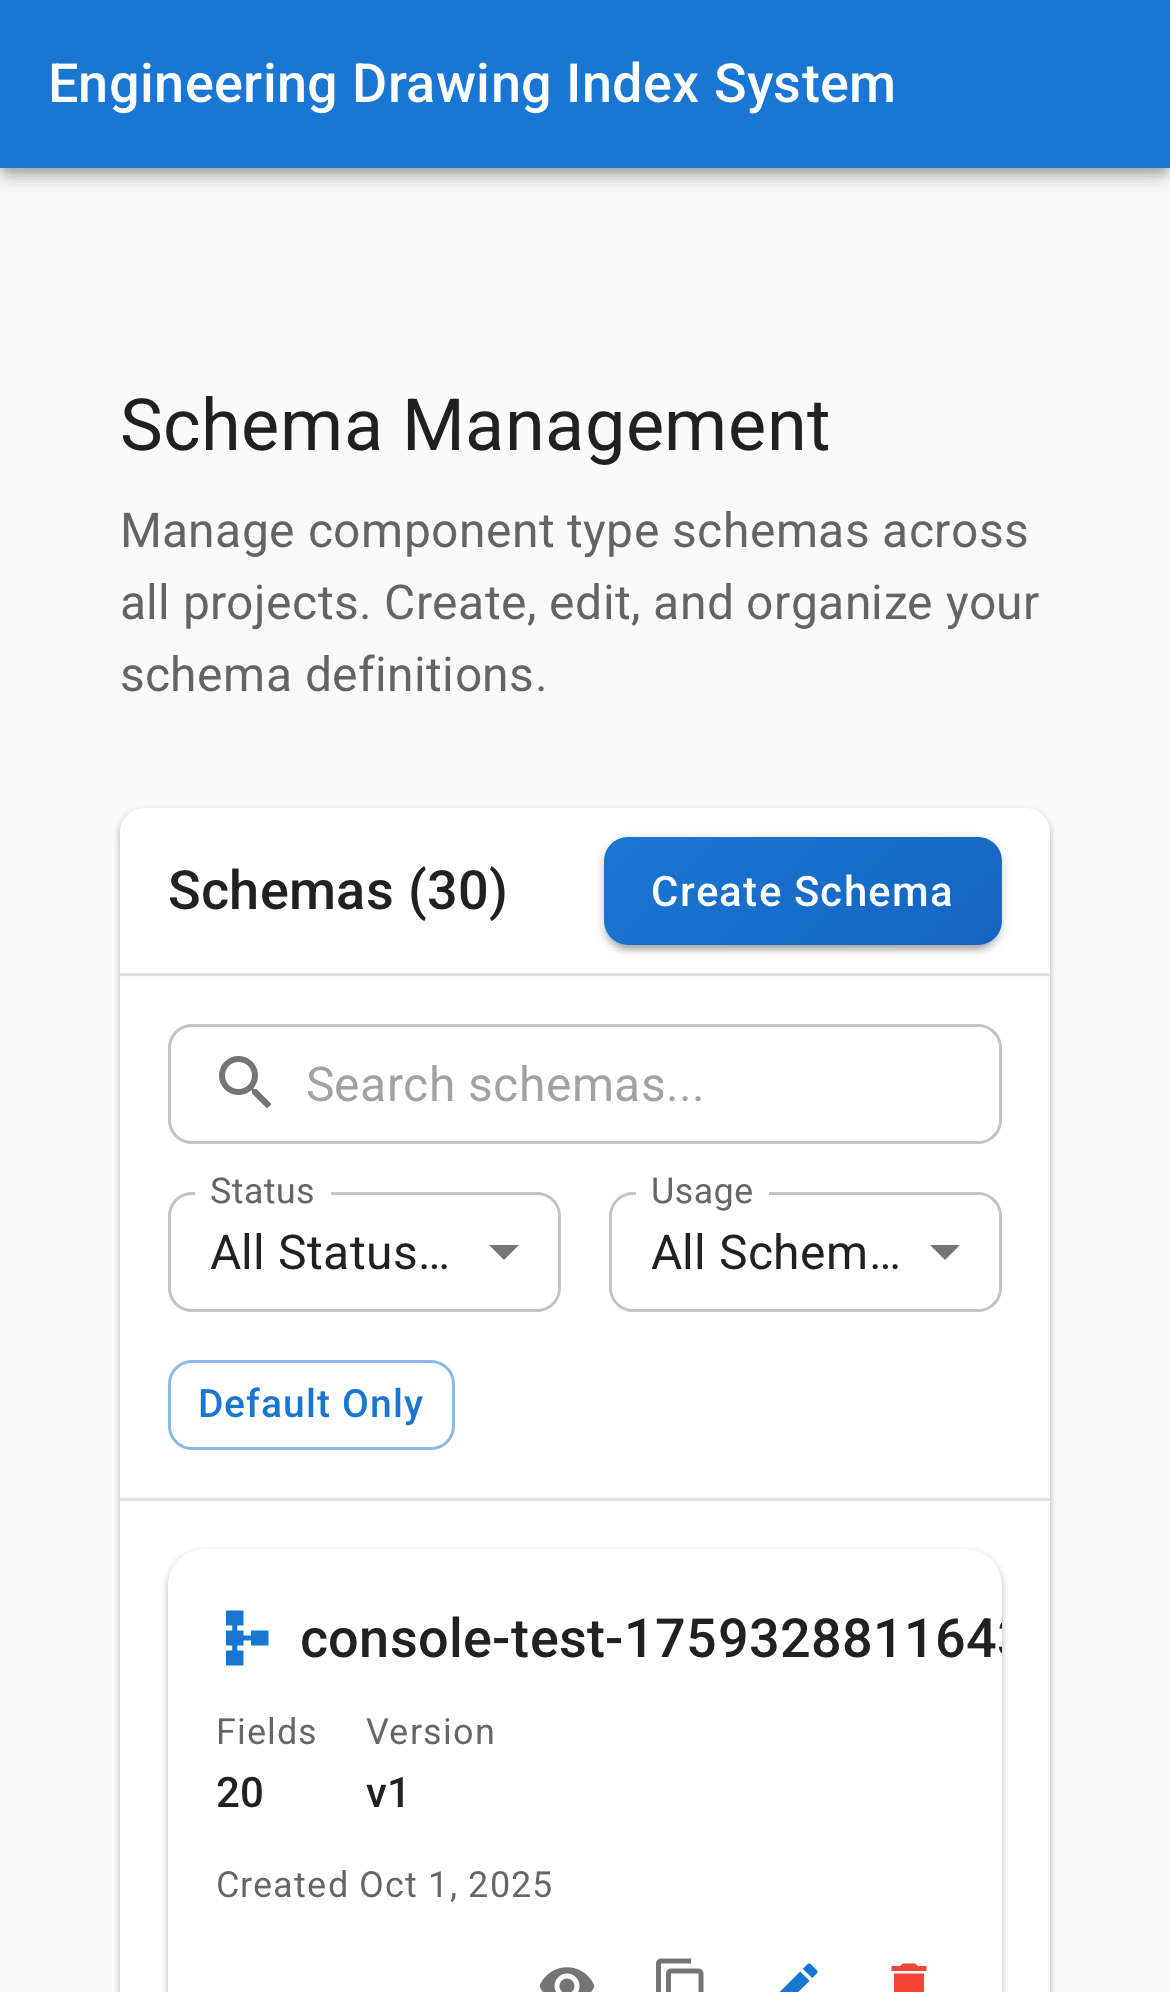 Engineering Drawing Index System
Schema Management
Manage component type schemas across
all projects. Create, edit, and organize your
schema definitions.
Schemas (30)
Create Schema
Search schemas...
Status
Usage
All Status...
All Schem...
Default Only
console-test-175932881164
Fields
Version
20
v1
Created Oct 1, 2025